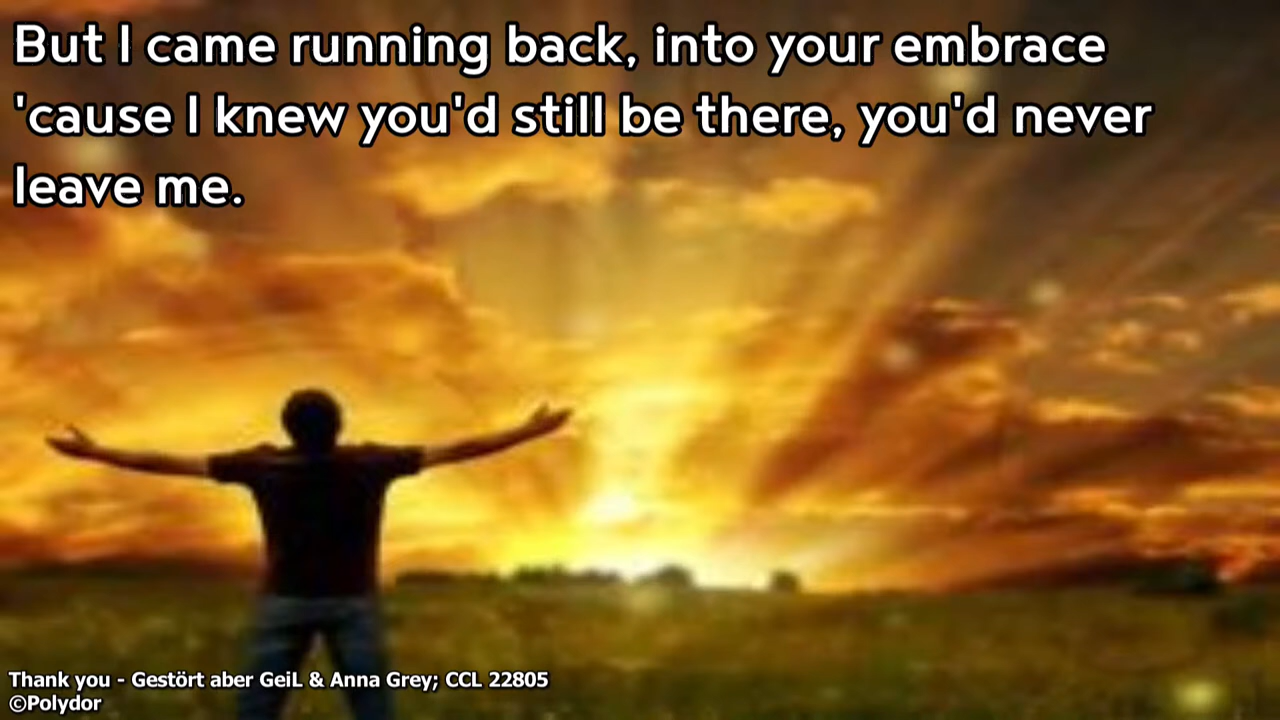 But I came running back, into your embrace
'cause I knew you'd still be there, you'd never
leave me.
Thank you - Gestört aber GeiL & Anna Grey; CCL 22805
©Polydor